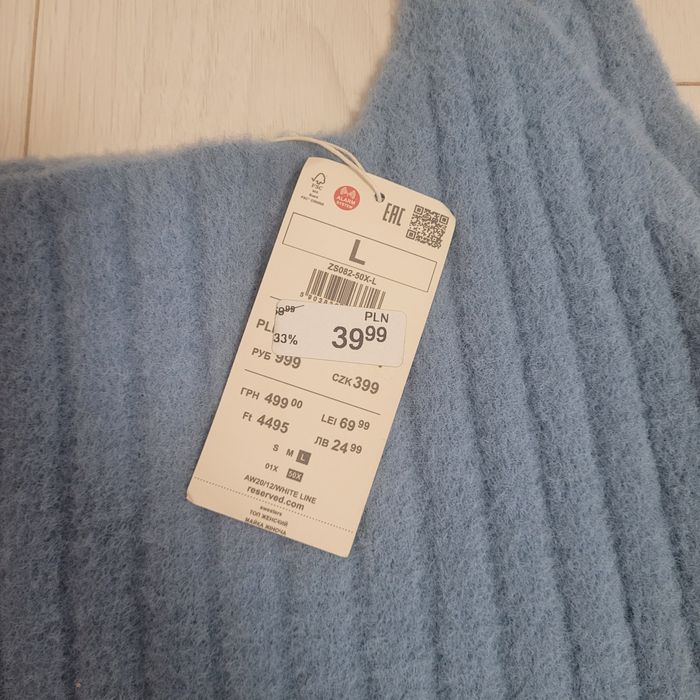 FSC
ALARM
SYSTEM
EAC
L
ZS082-50X-L
PLN
33%
39 99
РУБ 999
CZK 399
ГРН 499 00
LEI 69 99
Ft 4495
ЛВ 24 99
S M L
01X 50X
AW20/12/WHITE LINE
reserved.com
sweaters
ТОП ЖЕНСКИЙ
МАЙКА ЖІНОЧА